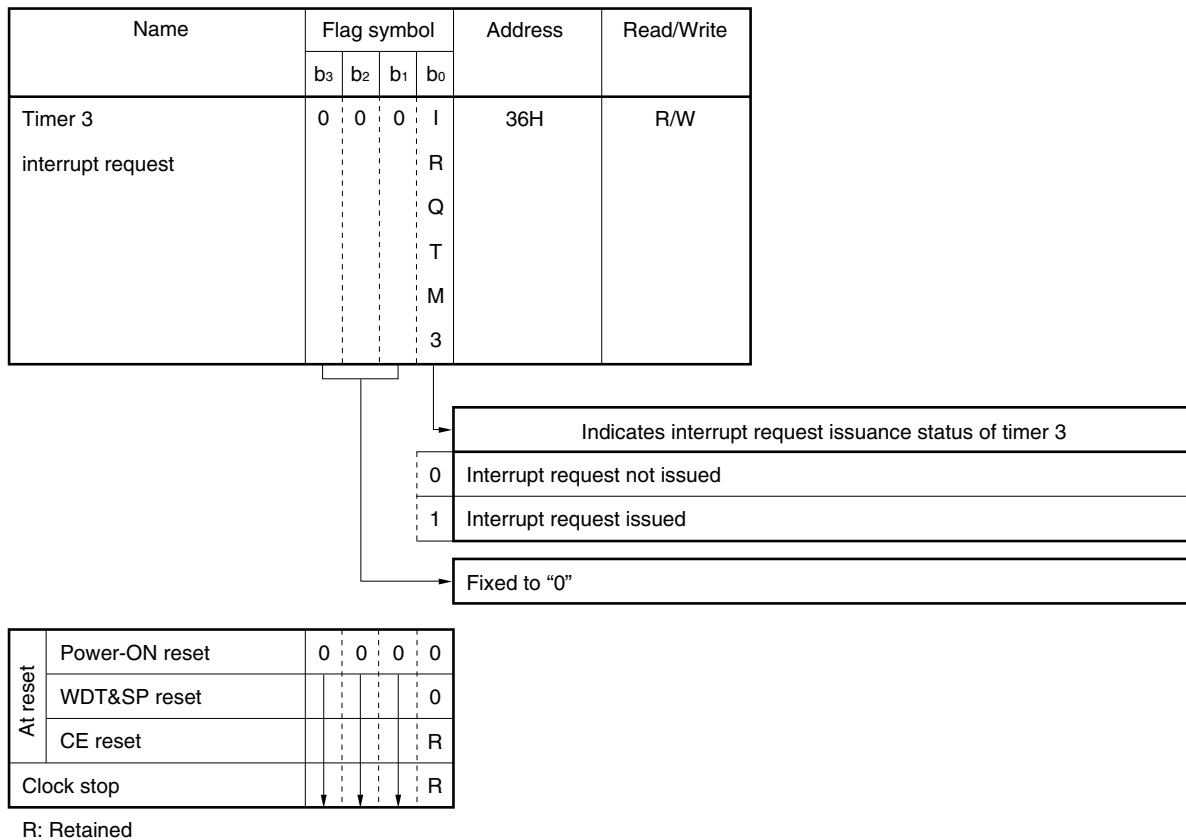 Name Flag symbol Address Read/Write
b3 b2 b1 b0
Timer 3 0 0 0 I 36H R/W
interrupt request R
Q
T
M
3
Indicates interrupt request issuance status of timer 3
0 Interrupt request not issued
1 Interrupt request issued
Fixed to “0”
At reset
Power-ON reset 0 0 0 0
WDT&SP reset 0
CE reset R
Clock stop R
R: Retained